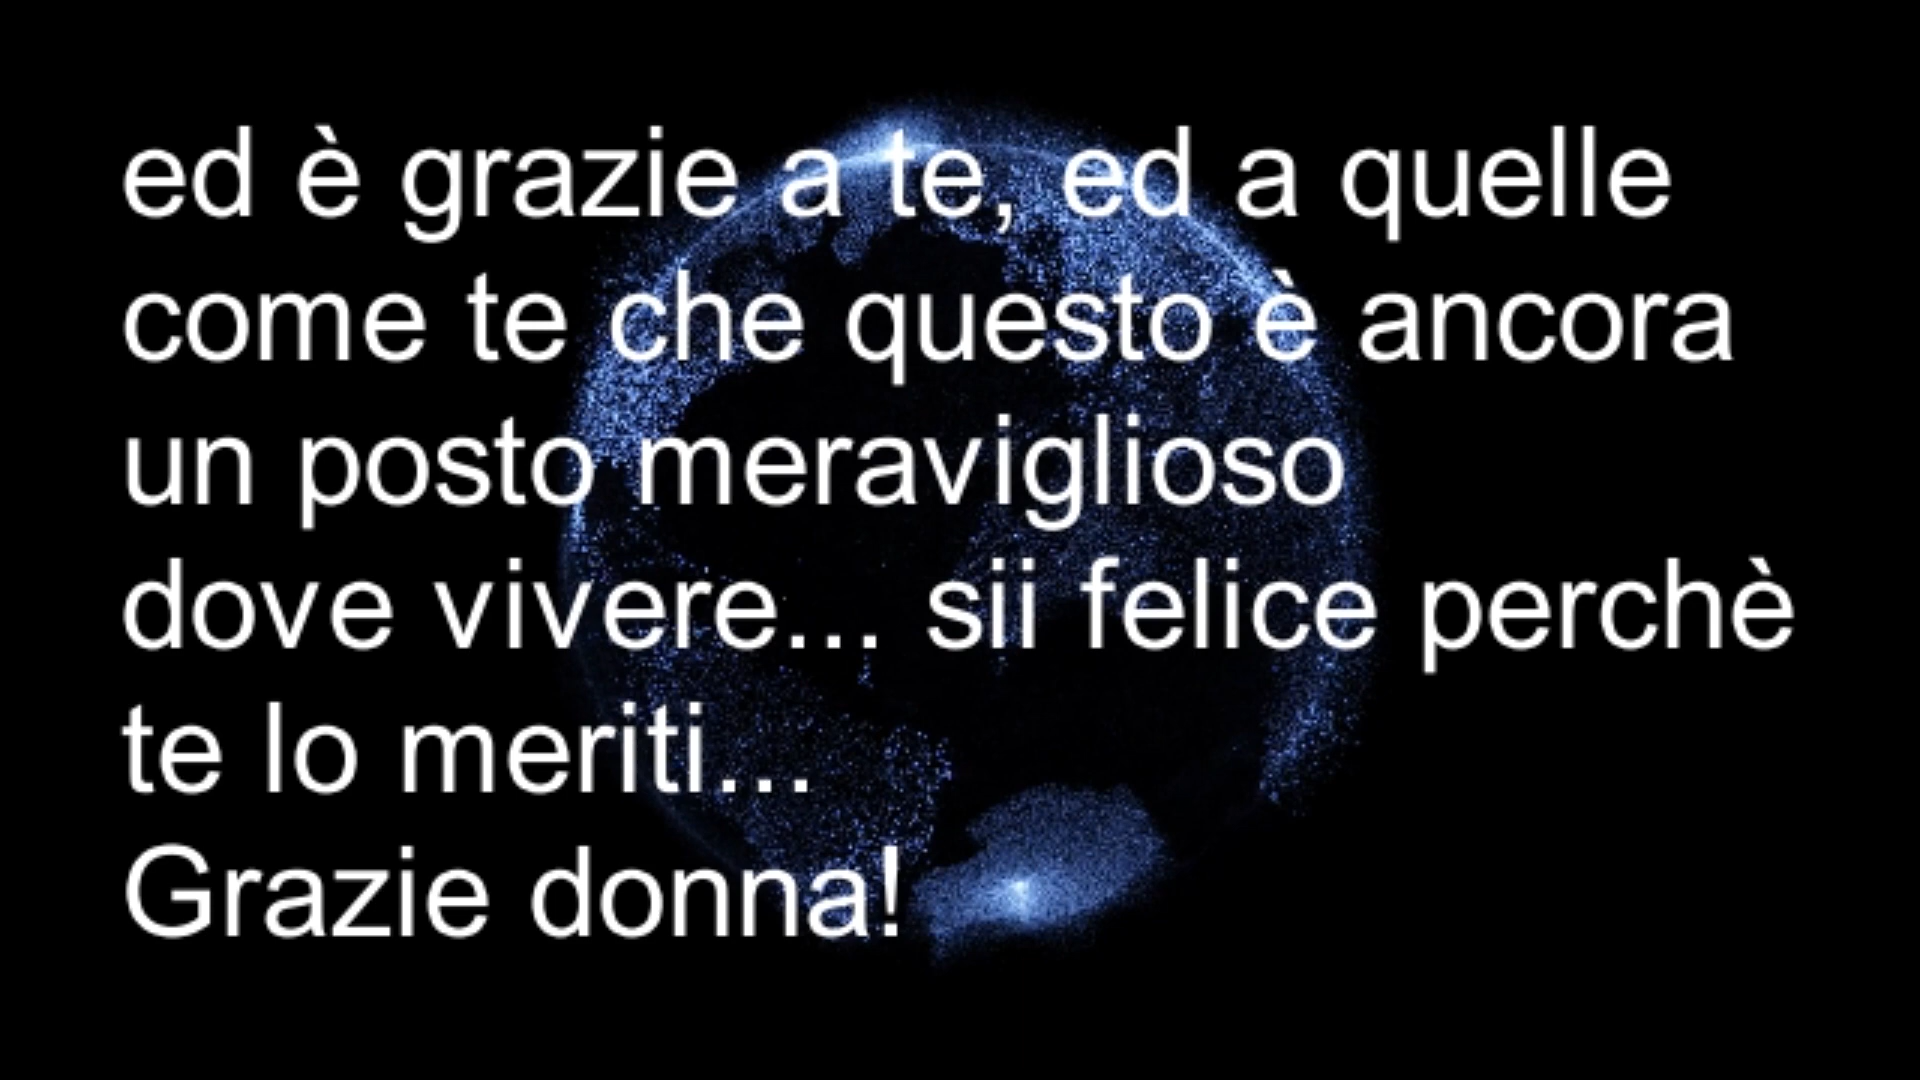 ed è grazie a te, ed a quelle
come te che questo è ancora
un posto meraviglioso
dove vivere... sii felice perchè
te lo meriti...
Grazie donna!